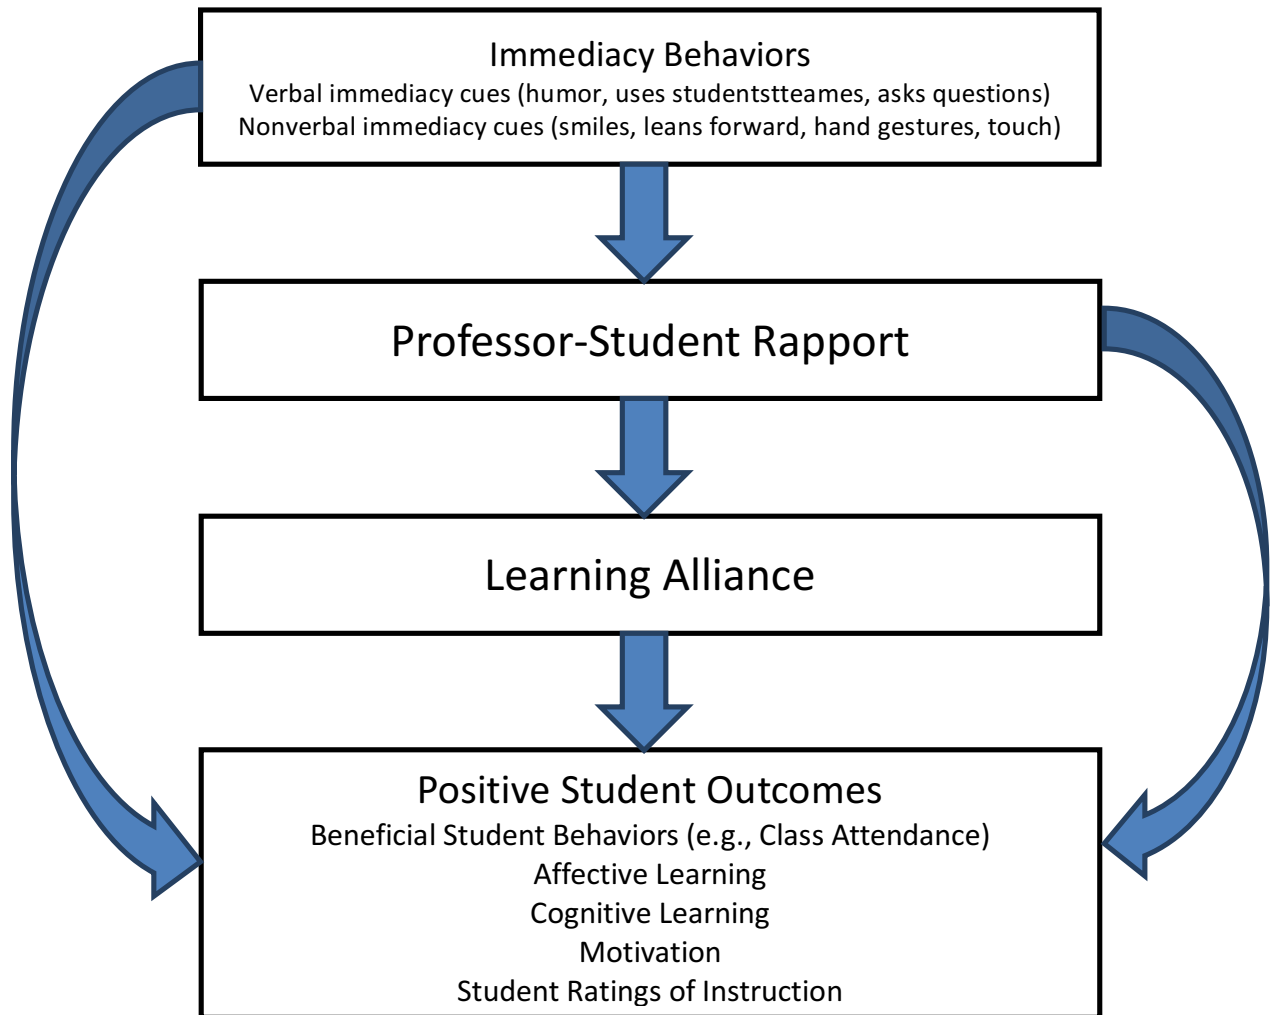 Immediacy Behaviors
Verbal immediacy cues (humor, uses studentstteames, asks questions)
Nonverbal immediacy cues (smiles, leans forward, hand gestures, touch)
Professor-Student Rapport
Learning Alliance
Positive Student Outcomes
Beneficial Student Behaviors (e.g., Class Attendance)
Affective Learning
Cognitive Learning
Motivation
Student Ratings of Instruction